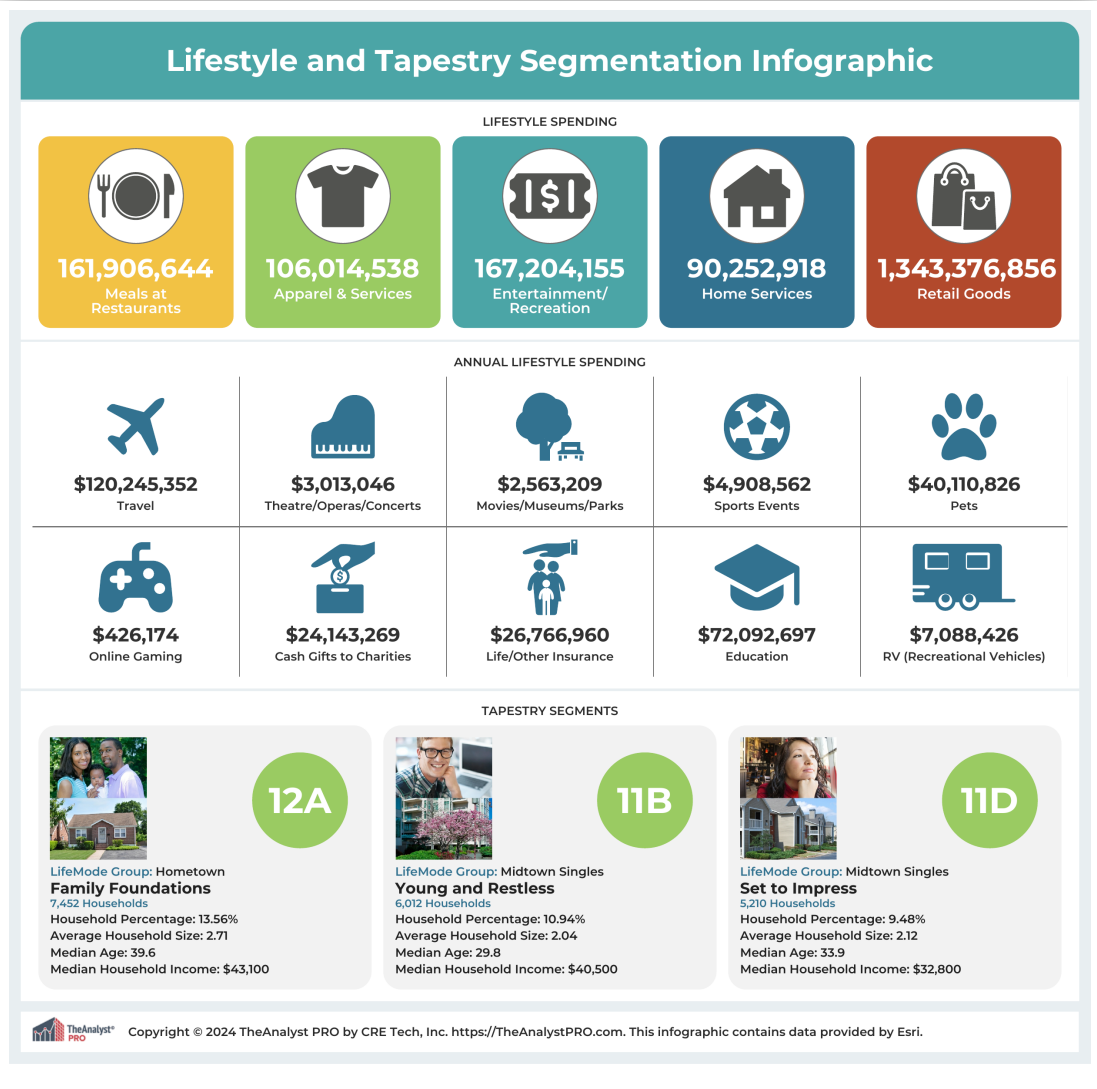 Lifestyle and Tapestry Segmentation Infographic
LIFESTYLE SPENDING
161,906,644
Meals at
Restaurants
106,014,538
Apparel & Services
$
167,204,155
Entertainment/
Recreation
90,252,918
Home Services
1,343,376,856
Retail Goods
ANNUAL LIFESTYLE SPENDING
$120,245,352
Travel
$3,013,046
Theatre/Operas/Concerts
$2,563,209
Movies/Museums/Parks
$4,908,562
Sports Events
$40,110,826
Pets
$426,174
Online Gaming
$
$24,143,269
Cash Gifts to Charities
$26,766,960
Life/Other Insurance
$72,092,697
Education
$7,088,426
RV (Recreational Vehicles)
TAPESTRY SEGMENTS
12A
LifeMode Group: Hometown
Family Foundations
7,452 Households
Household Percentage: 13.56%
Average Household Size: 2.71
Median Age: 39.6
Median Household Income: $43,100
11B
LifeMode Group: Midtown Singles
Young and Restless
6,012 Households
Household Percentage: 10.94%
Average Household Size: 2.04
Median Age: 29.8
Median Household Income: $40,500
11D
LifeMode Group: Midtown Singles
Set to Impress
5,210 Households
Household Percentage: 9.48%
Average Household Size: 2.12
Median Age: 33.9
Median Household Income: $32,800
TheAnalyst®
PRO
Copyright © 2024 TheAnalyst PRO by CRE Tech, Inc. https://TheAnalystPRO.com. This infographic contains data provided by Esri.